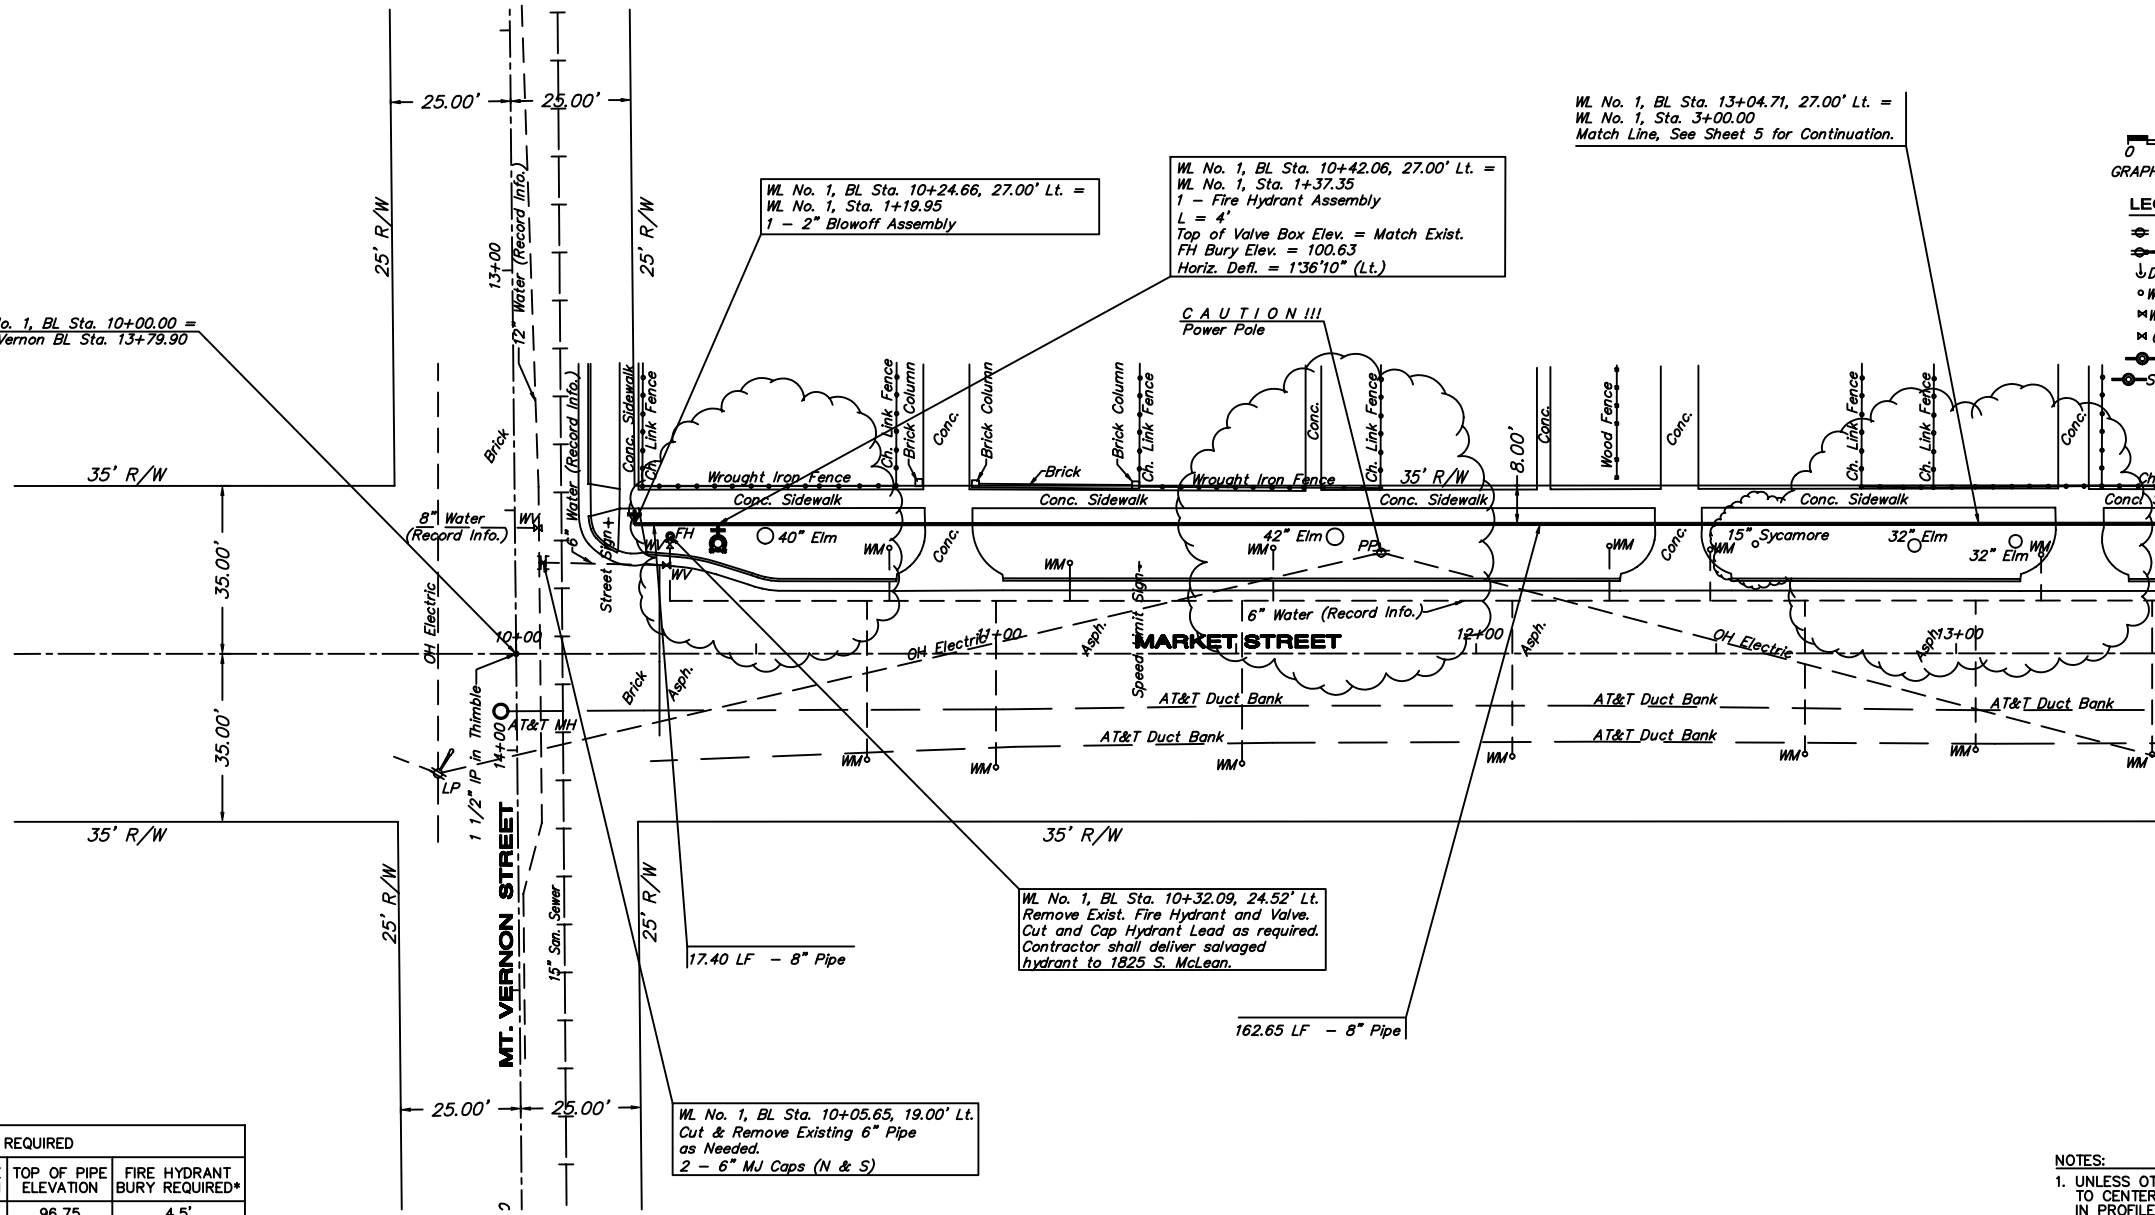 25.00'
25.00'
25' R/W
25' R/W
13+00
12" Water (Record Info.)
WL No. 1, BL Sta. 10+24.66, 27.00' Lt. =
WL No. 1, Sta. 1+19.95
1 - 2" Blowoff Assembly
WL No. 1, BL Sta. 10+42.06, 27.00' Lt. =
WL No. 1, Sta. 1+37.35
1 - Fire Hydrant Assembly
L = 4'
Top of Valve Box Elev. = Match Exist.
FH Bury Elev. = 100.63
Horiz. Defl. = 1°36'10" (Lt.)
WL No. 1, BL Sta. 13+04.71, 27.00' Lt. =
WL No. 1, Sta. 3+00.00
Match Line, See Sheet 5 for Continuation.
0
GRAPH
LE
D
W
W
S
C A U T I O N !!!
Power Pole
o. 1, BL Sta. 10+00.00 =
Vernon BL Sta. 13+79.90
Brick
6" Water (Record Info.)
Conc. Sidewalk
Ch. Link Fence
Ch. Link Fence
Brick Column
Conc.
Brick Column
Brick Column
Ch. Link Fence
Conc.
Ch. Link Fence
8.00'
Conc.
Wood Fence
Conc.
Ch. Link Fence
Ch. Link Fence
Conc.
Ch
35' R/W
Wrought Iron Fence
Brick
Wrought Iron Fence
35' R/W
Conc. Sidewalk
Conc. Sidewalk
Conc. Sidewalk
Conc. Sidewalk
Conc.
8" Water
(Record Info.)
WV
Street Sign
WV
FH
WV
40" Elm
WM
Conc.
WM
42" Elm
WM
PP
WM
Conc.
WM
15" Sycamore
32" Elm
32" Elm
WM
35.00'
OH Electric
10+00
OH Electric
11+00
Asph.
Speed Limit Sign
6" Water (Record Info.)
MARKET STREET
12+00
Asph.
OH Electric
Asph.
13+00
Brick
Asph.
35.00'
1 1/2" IP in Thimble
AT&T MH
14+00
LP
AT&T Duct Bank
AT&T Duct Bank
AT&T Duct Bank
AT&T Duct Bank
AT&T Duct Bank
WM
WM
WM
WM
WM
WM
WM
35' R/W
35' R/W
25' R/W
MT. VERNON STREET
15" San. Sewer
25' R/W
17.40 LF - 8" Pipe
WL No. 1, BL Sta. 10+32.09, 24.52' Lt.
Remove Exist. Fire Hydrant and Valve.
Cut and Cap Hydrant Lead as required.
Contractor shall deliver salvaged
hydrant to 1825 S. McLean.
162.65 LF - 8" Pipe
25.00'
25.00'
WL No. 1, BL Sta. 10+05.65, 19.00' Lt.
Cut & Remove Existing 6" Pipe
as Needed.
2 - 6" MJ Caps (N & S)
REQUIRED
TOP OF PIPE
ELEVATION
FIRE HYDRANT
BURY REQUIRED*
96.75
4.5'
NOTES:
1. UNLESS OT
TO CENTER
IN PROFILE